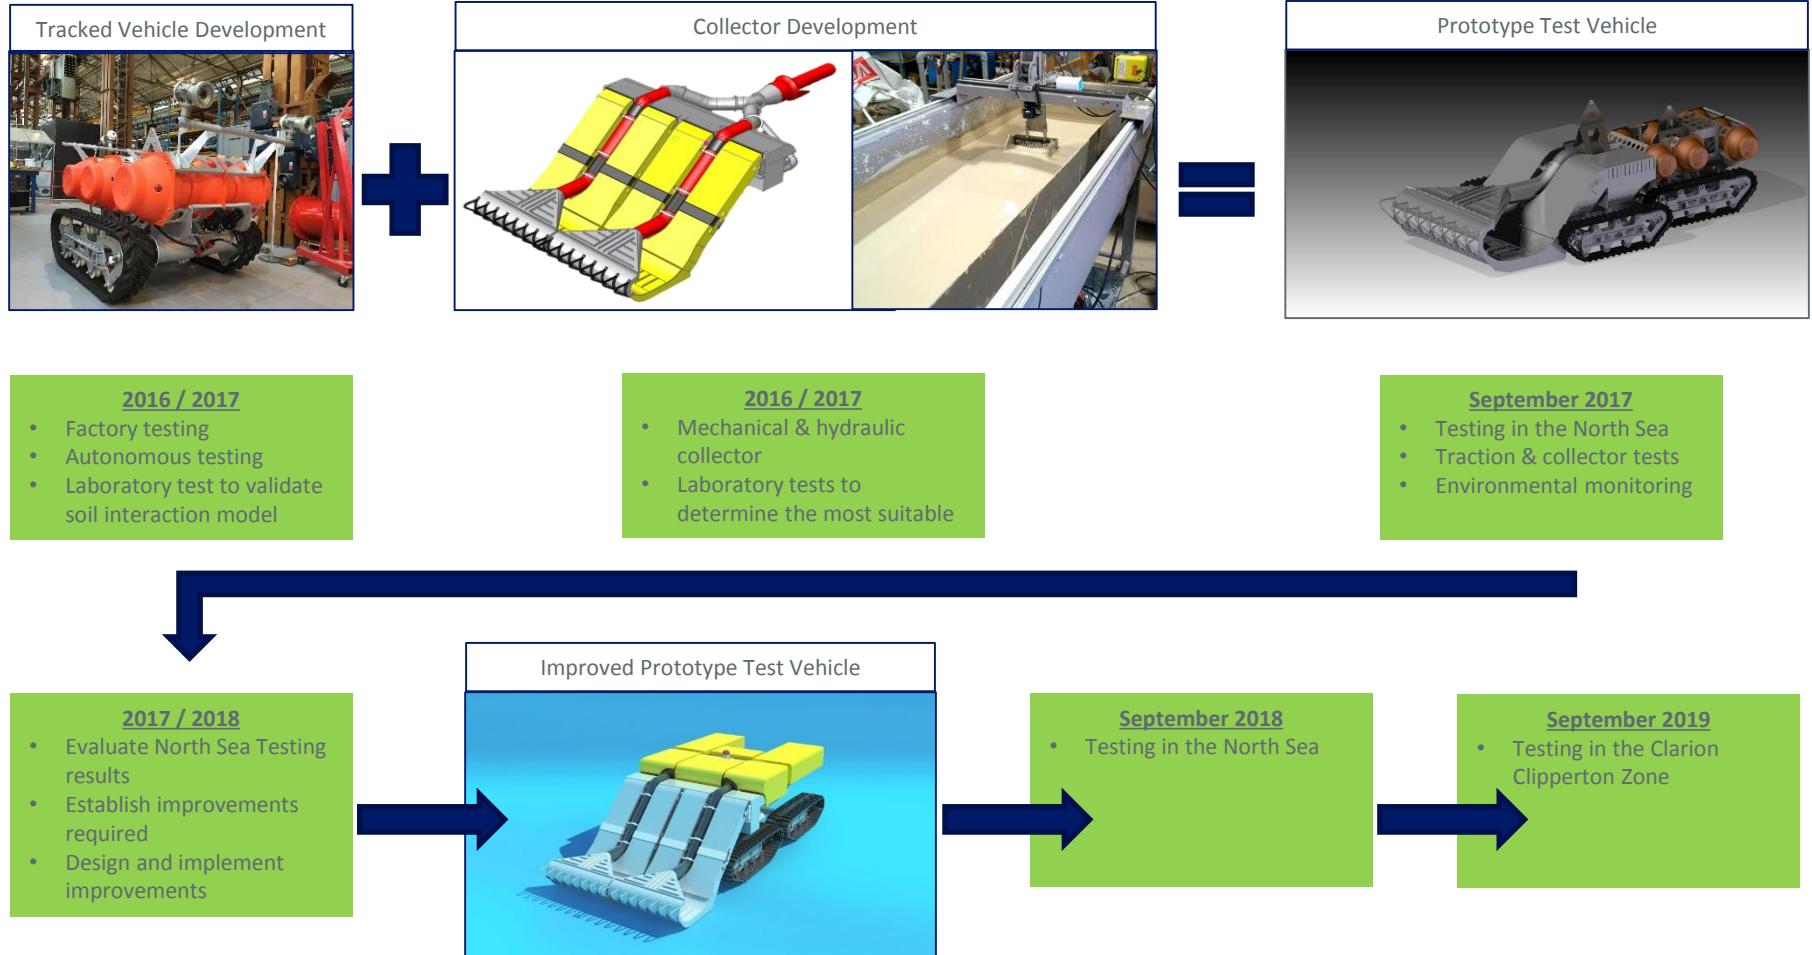 Tracked Vehicle Development
Collector Development
Prototype Test Vehicle
2016 / 2017
• Factory testing
• Autonomous testing
• Laboratory test to validate
soil interaction model
2016 / 2017
• Mechanical & hydraulic
collector
• Laboratory tests to
determine the most suitable
September 2017
• Testing in the North Sea
• Traction & collector tests
• Environmental monitoring
2017 / 2018
• Evaluate North Sea Testing
results
• Establish improvements
required
• Design and implement
improvements
Improved Prototype Test Vehicle
September 2018
• Testing in the North Sea
September 2019
• Testing in the Clarion
Clipperton Zone